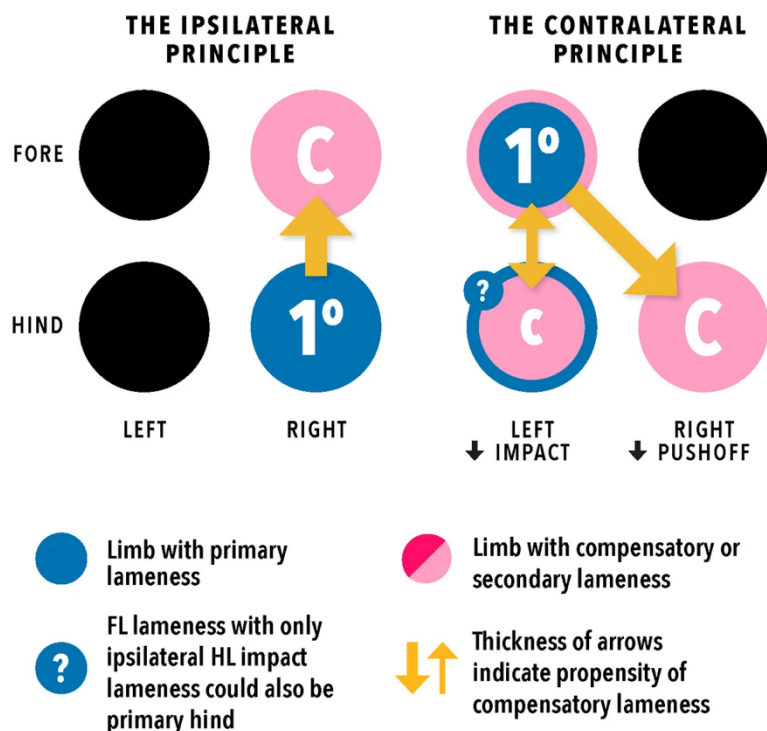 THE IPSILATERAL
PRINCIPLE
THE CONTRALATERAL
PRINCIPLE
FORE
C
1º
HIND
1º
?
C
C
LEFT
RIGHT
LEFT
↓ IMPACT
RIGHT
↓ PUSHOFF
Limb with primary
lameness
Limb with compensatory or
secondary lameness
?
FL lameness with only
ipsilateral HL impact
lameness could also be
primary hind
Thickness of arrows
indicate propensity of
compensatory lameness